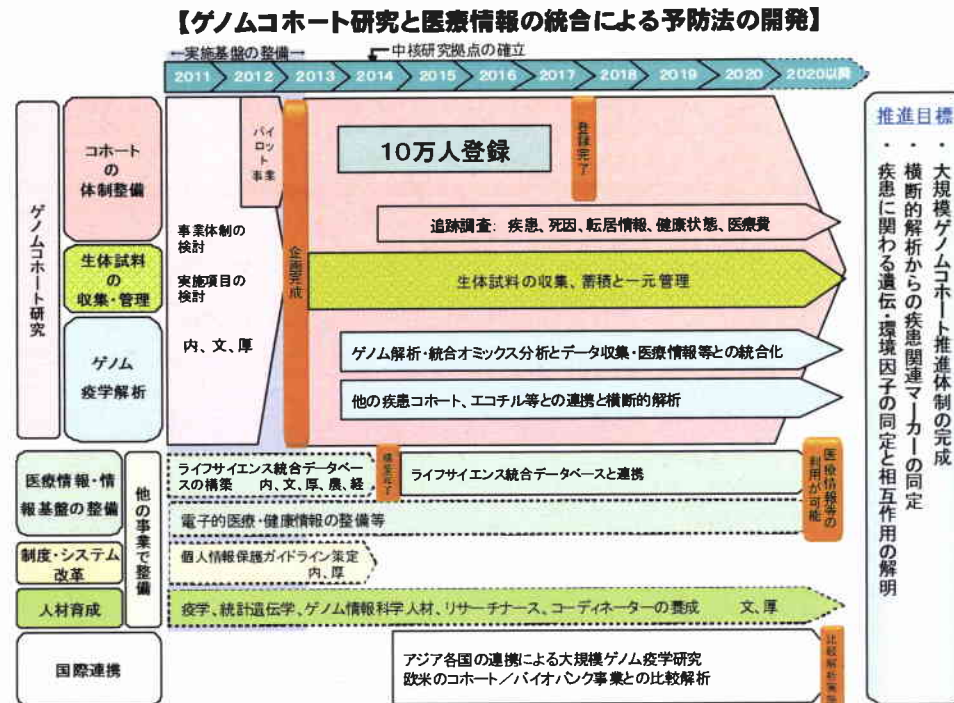 【ゲノムコホート研究と医療情報の統合による予防法の開発】
←実施基盤の整備→
中核研究拠点の確立
2011
2012
2013
2014
2015
2016
2017
2018
2019
2020
2020以降
ゲノムコホート研究
コホート
の
体制整備
生体試料
の
収集・管理
ゲノム
疫学解析
事業体制の
検討
実施項目の
検討
内、文、厚
パイ
ロッ
ト
事業
企画完成
10万人登録
登録完了
追跡調査: 疾患、死因、転居情報、健康状態、医療費
生体試料の収集、蓄積と一元管理
ゲノム解析・統合オミックス分析とデータ収集・医療情報等との統合化
他の疾患コホート、エコチル等との連携と横断的解析
医療情報・情
報基盤の整備
制度・システム
改革
人材育成
他の事業で整備
ライフサイエンス統合データベー
スの構築 内、文、厚、農、経
構築完了
ライフサイエンス統合データベースと連携
医療情報等の
利用が可能
電子的医療・健康情報の整備等
個人情報保護ガイドライン策定
内、厚
疫学、統計遺伝学、ゲノム情報科学人材、リサーチナース、コーディネーターの養成 文、厚
国際連携
アジア各国の連携による大規模ゲノム疫学研究
欧米のコホート／バイオバンク事業との比較解析
比較解析実施
推進目標
・大規模ゲノムコホート推進体制の完成
・横断的解析からの疾患関連マーカーの同定
・疾患に関わる遺伝・環境因子の同定と相互作用の解明